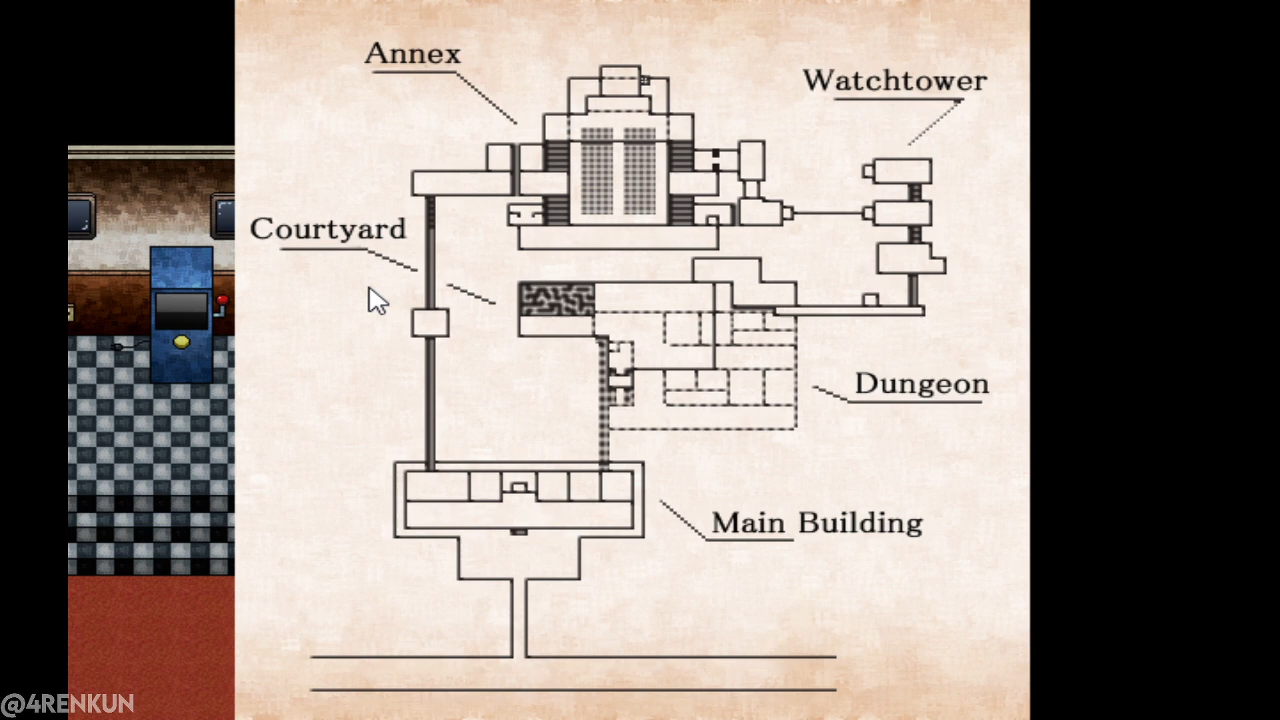 Annex
Watchtower
Courtyard
Dungeon
Main Building
@4RENKUN